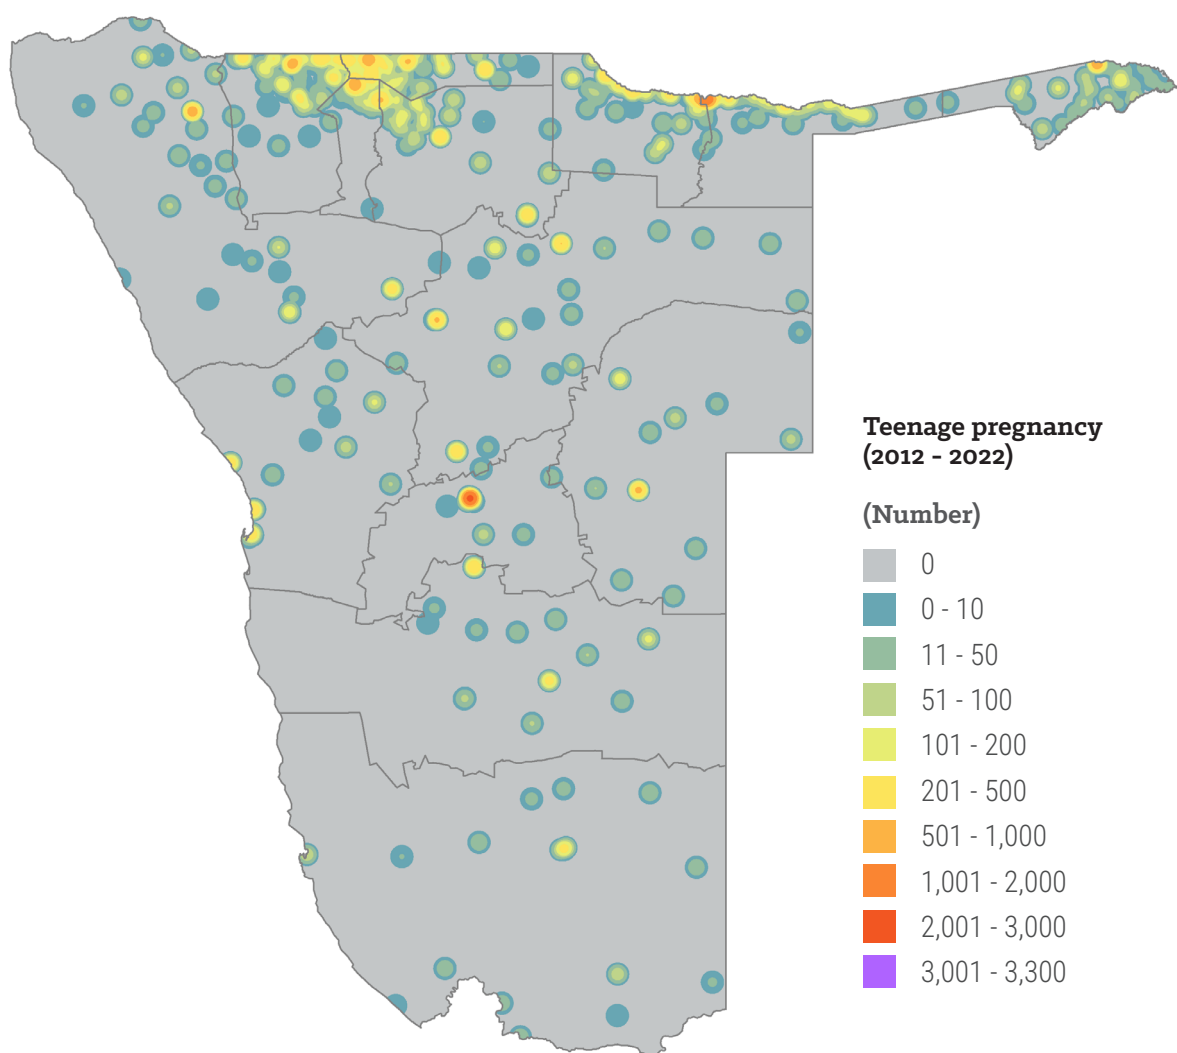 Teenage pregnancy
(2012 - 2022)
(Number)
0
0 - 10
11 - 50
51 - 100
101 - 200
201 - 500
501 - 1,000
1,001 - 2,000
2,001 - 3,000
3,001 - 3,300